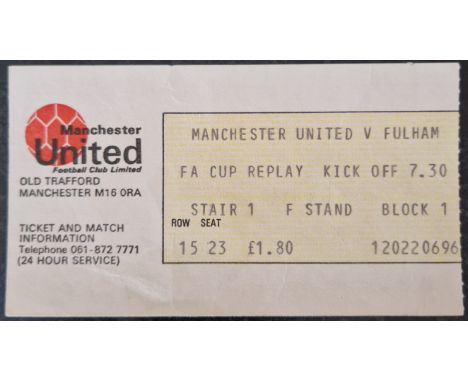 Manchester
United
Football Club Limited
OLD TRAFFORD
MANCHESTER M16 0RA
TICKET AND MATCH
INFORMATION
Telephone 061-872 7771
(24 HOUR SERVICE)
MANCHESTER UNITED V FULHAM
FA CUP REPLAY KICK OFF 7.30
STAIR 1 F STAND BLOCK 1
ROW SEAT
15 23 £1.80 120220696